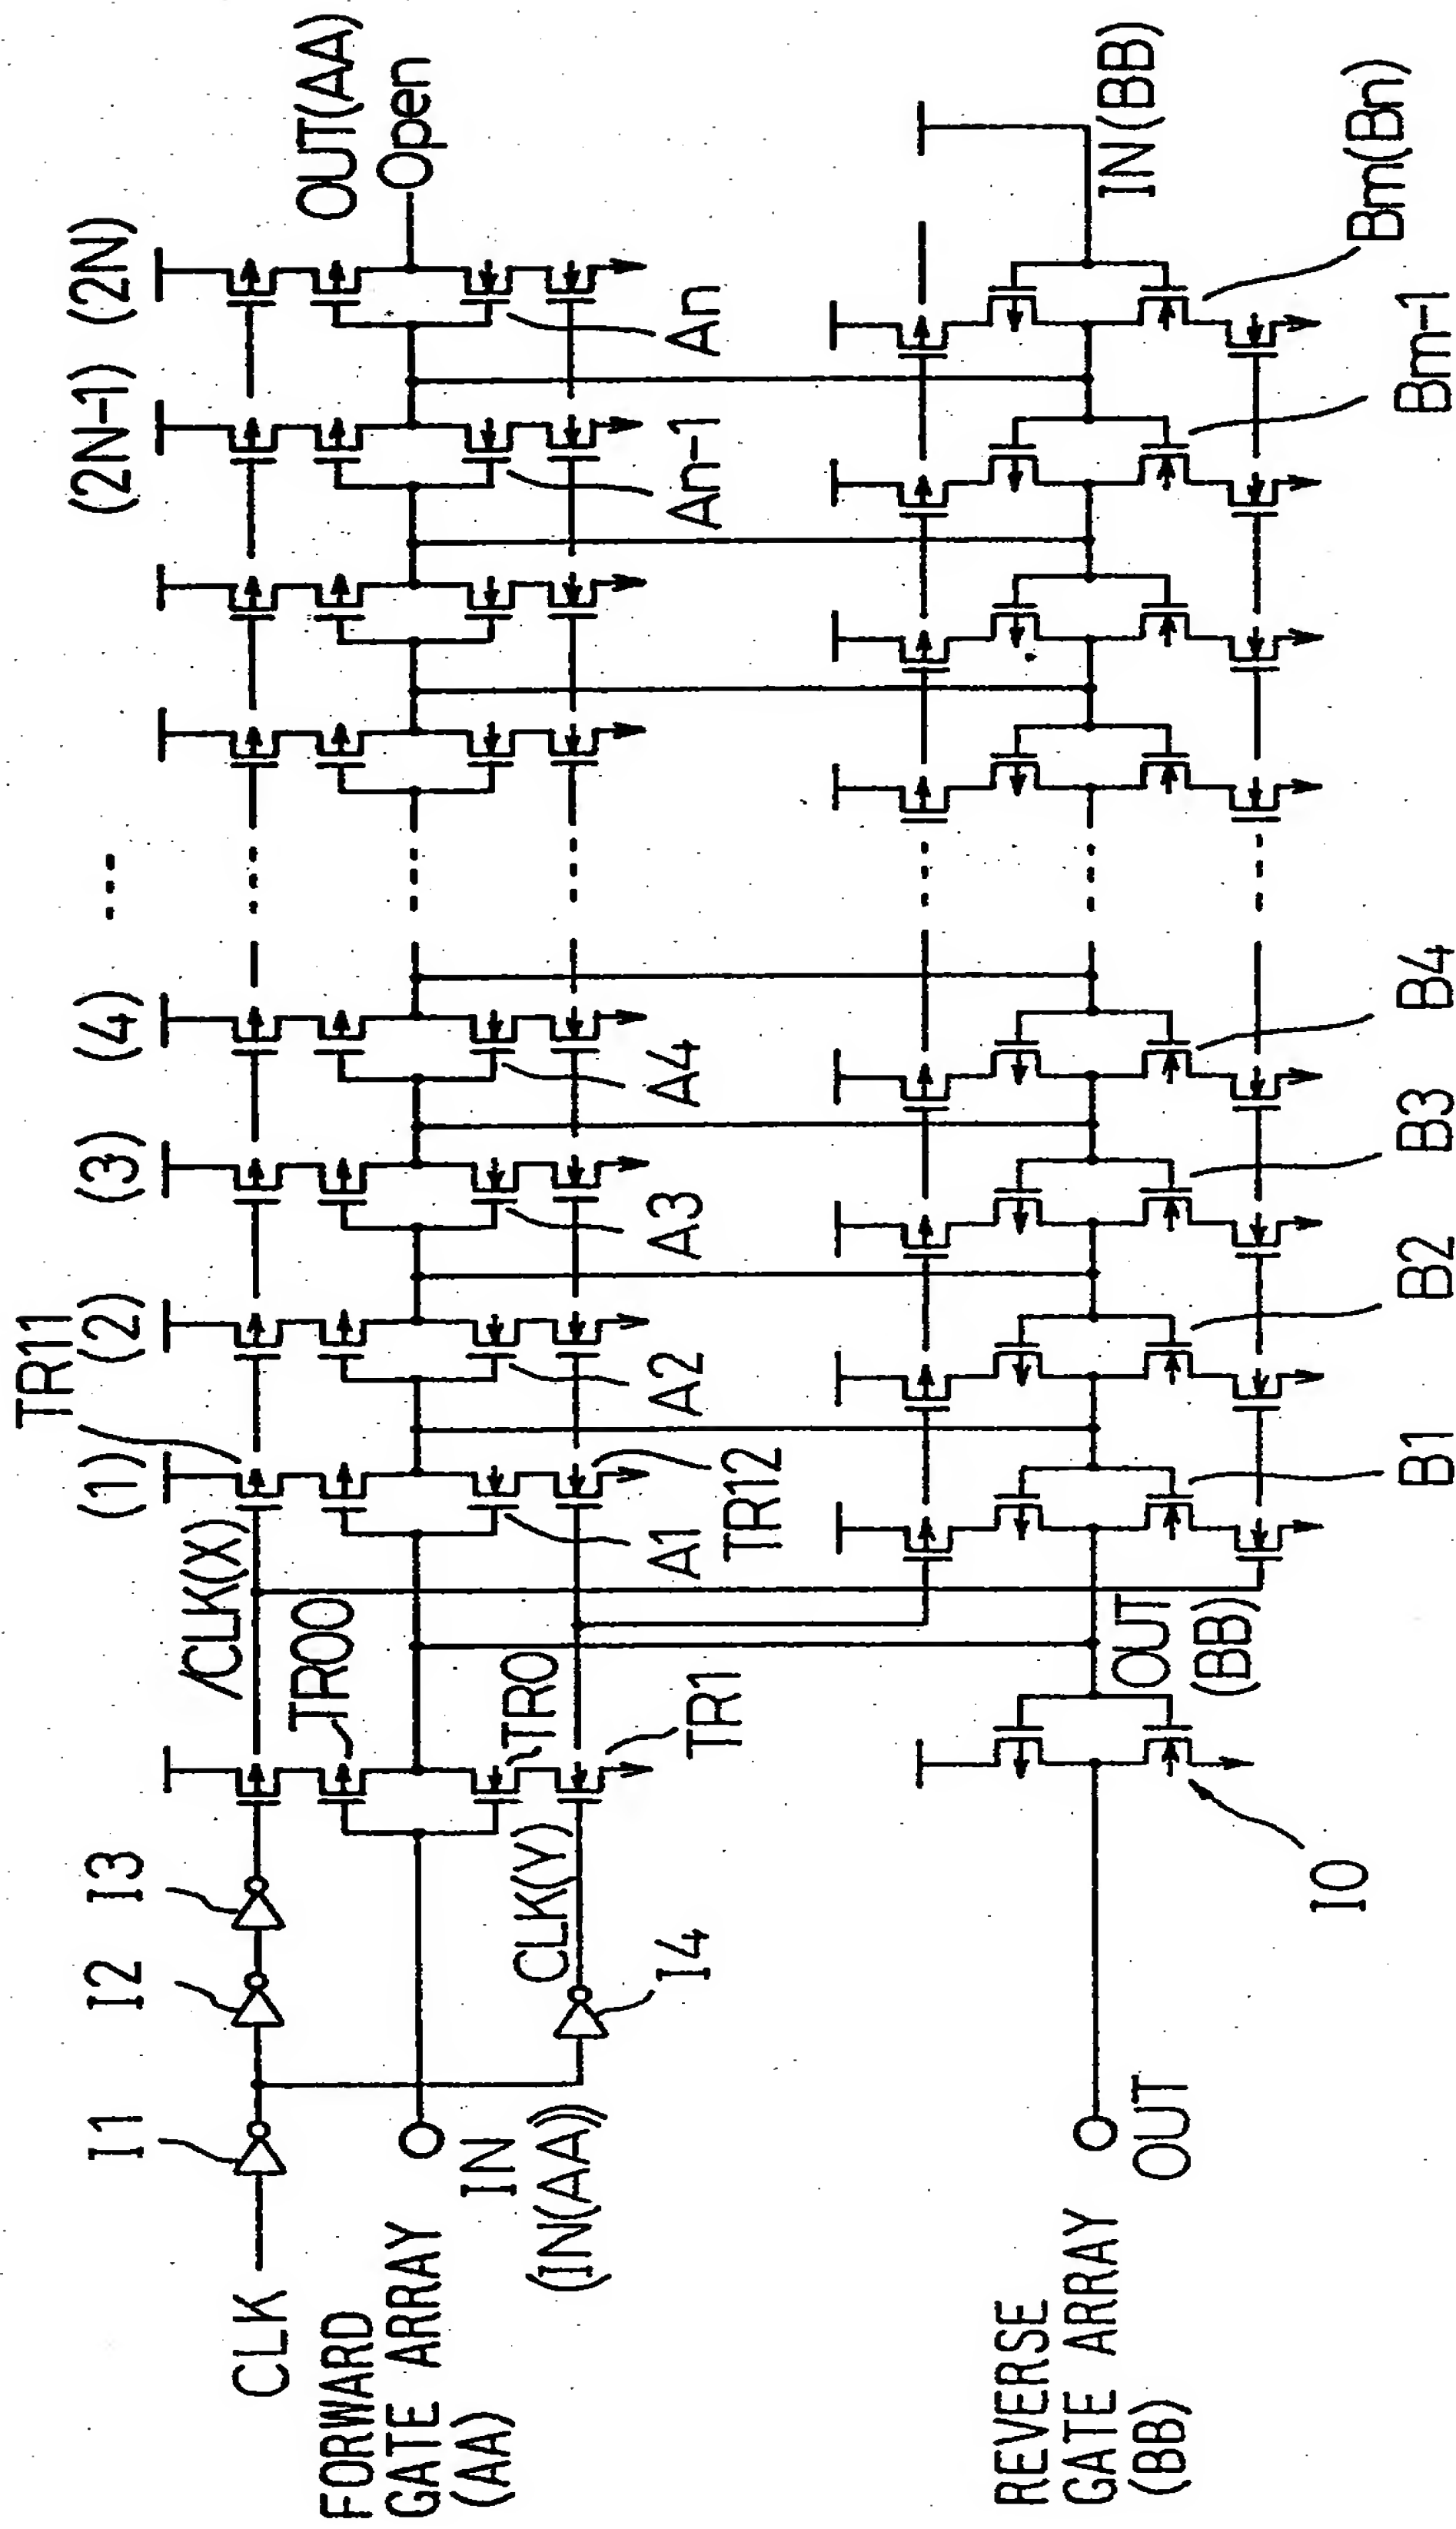 TR11
(1)
(2)
(3)
(4)
...
(2N-1)
(2N)
I1
I2
I3
CLK
/CLK(X)
TR00
TR0
OUT(AA)
Open
FORWARD
GATE ARRAY
(AA)
IN
(IN(AA))
CLK(Y)
I4
TR1
A1
TR12
A2
A3
A4
An-1
An
REVERSE
GATE ARRAY
(BB)
OUT
OUT
(BB)
IN(BB)
I0
B1
B2
B3
B4
Bm-1
Bm(Bn)